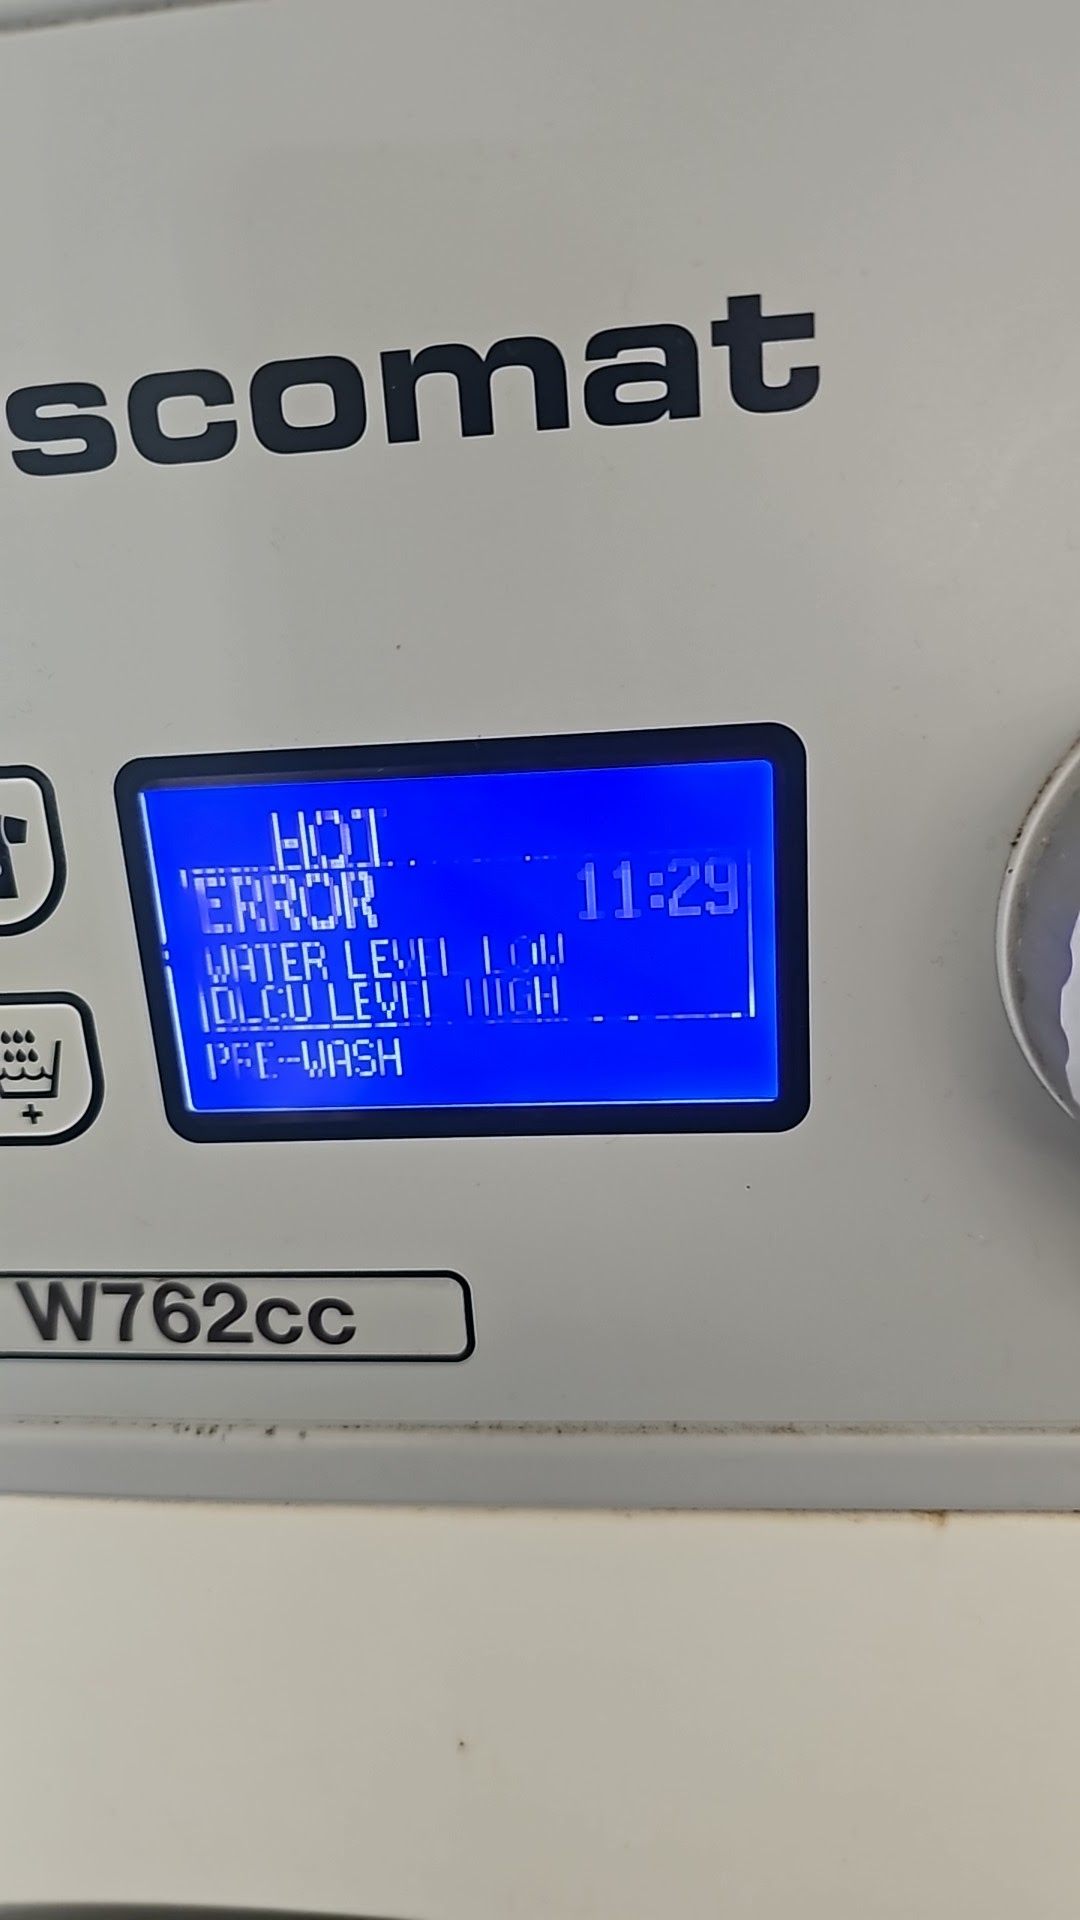 scomat
HOT
ERROR 11:29
WATER LEVEL LOW
DLCU LEVEL HIGH
PRE-WASH
W762cc